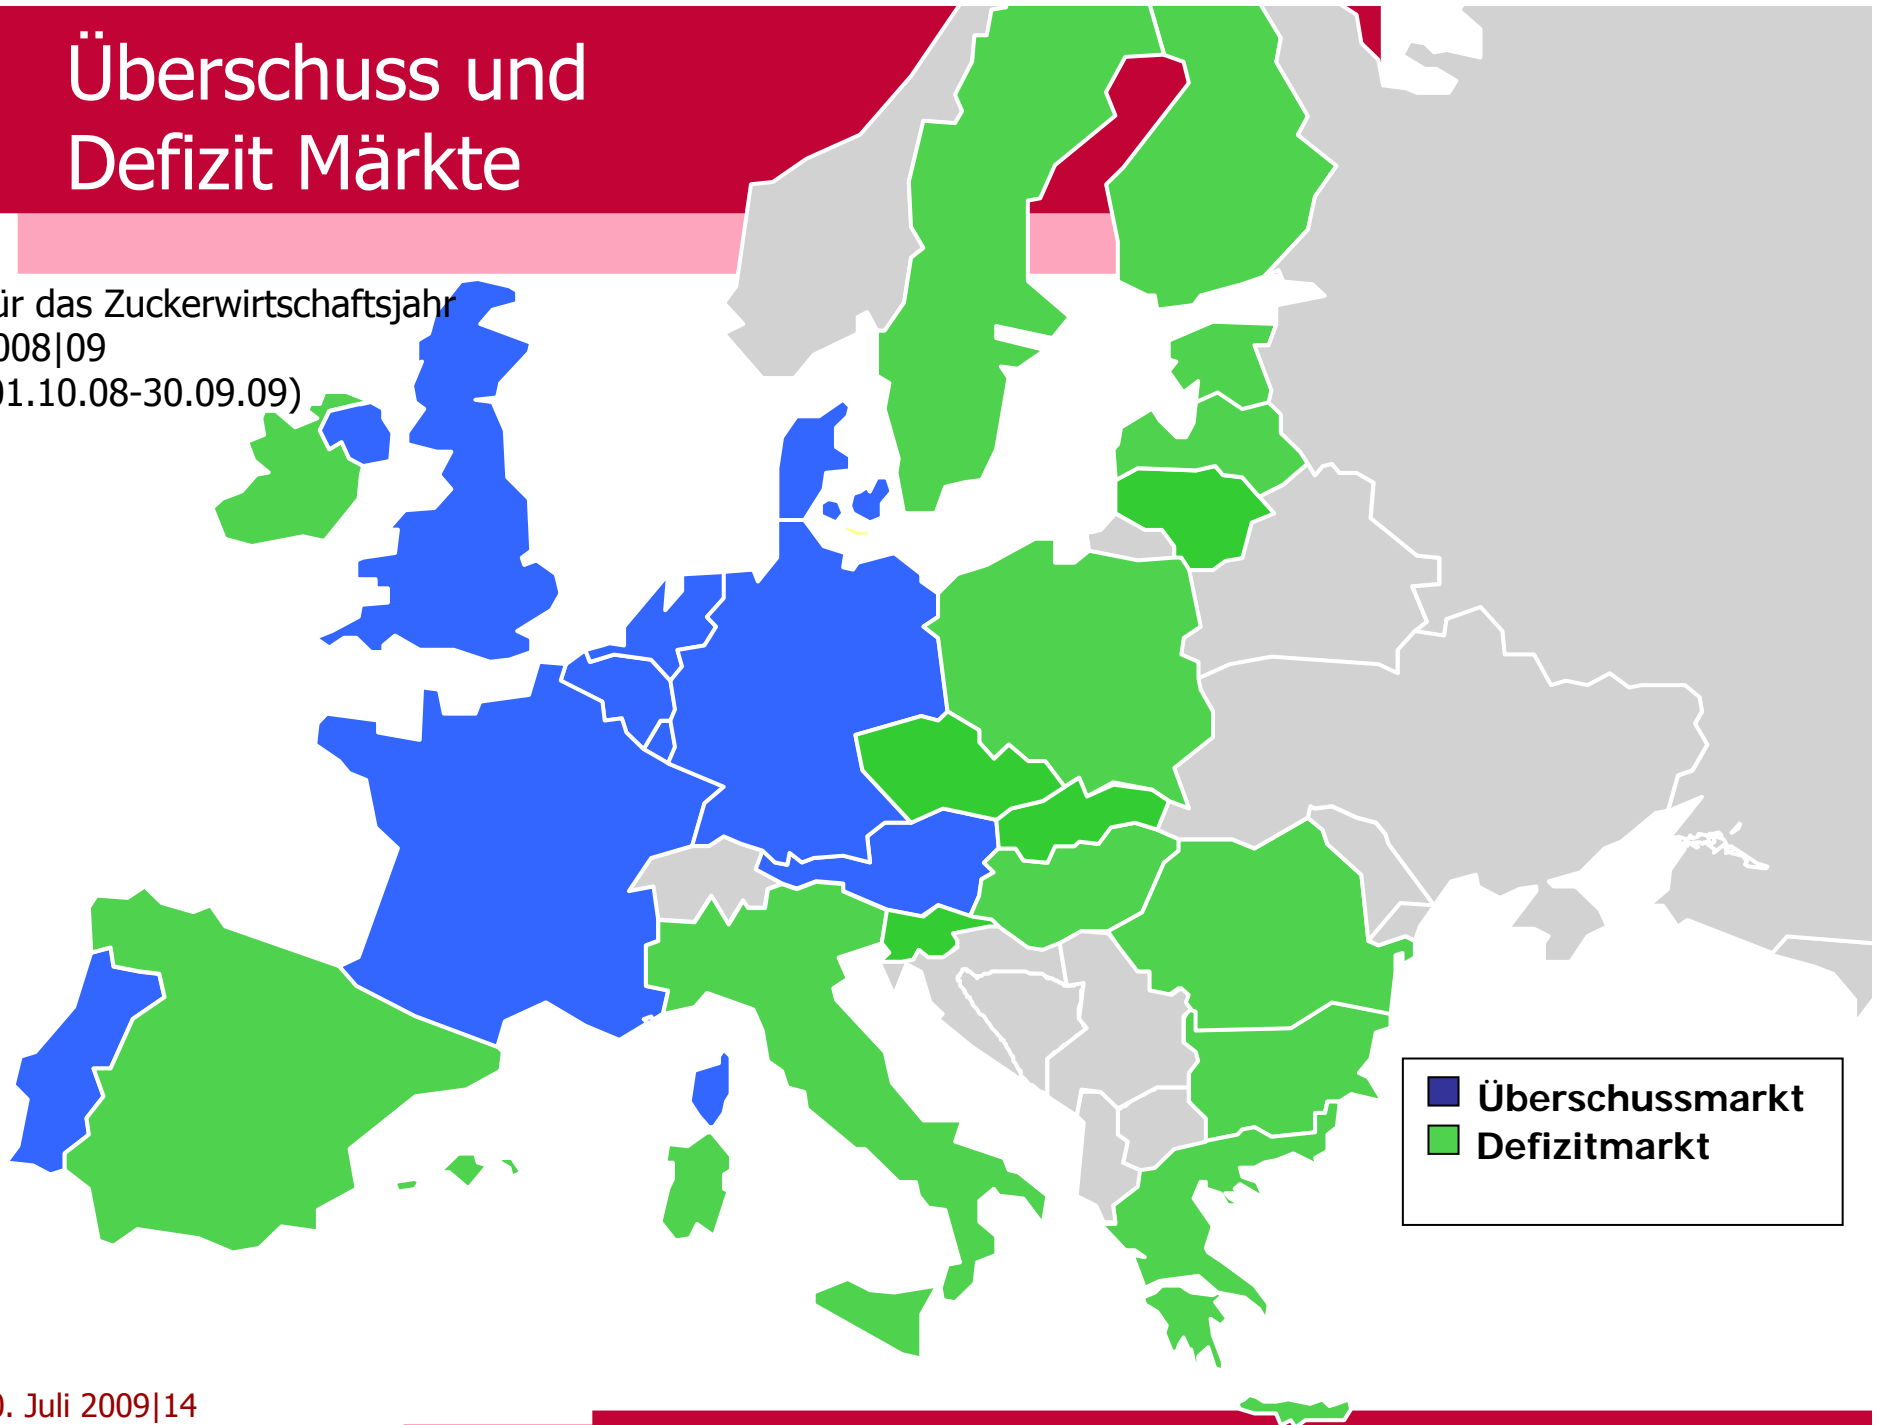 Überschuss und
Defizit Märkte
ür das Zuckerwirtschaftsjahr
008|09
01.10.08-30.09.09)
Überschussmarkt
Defizitmarkt
0. Juli 2009|14